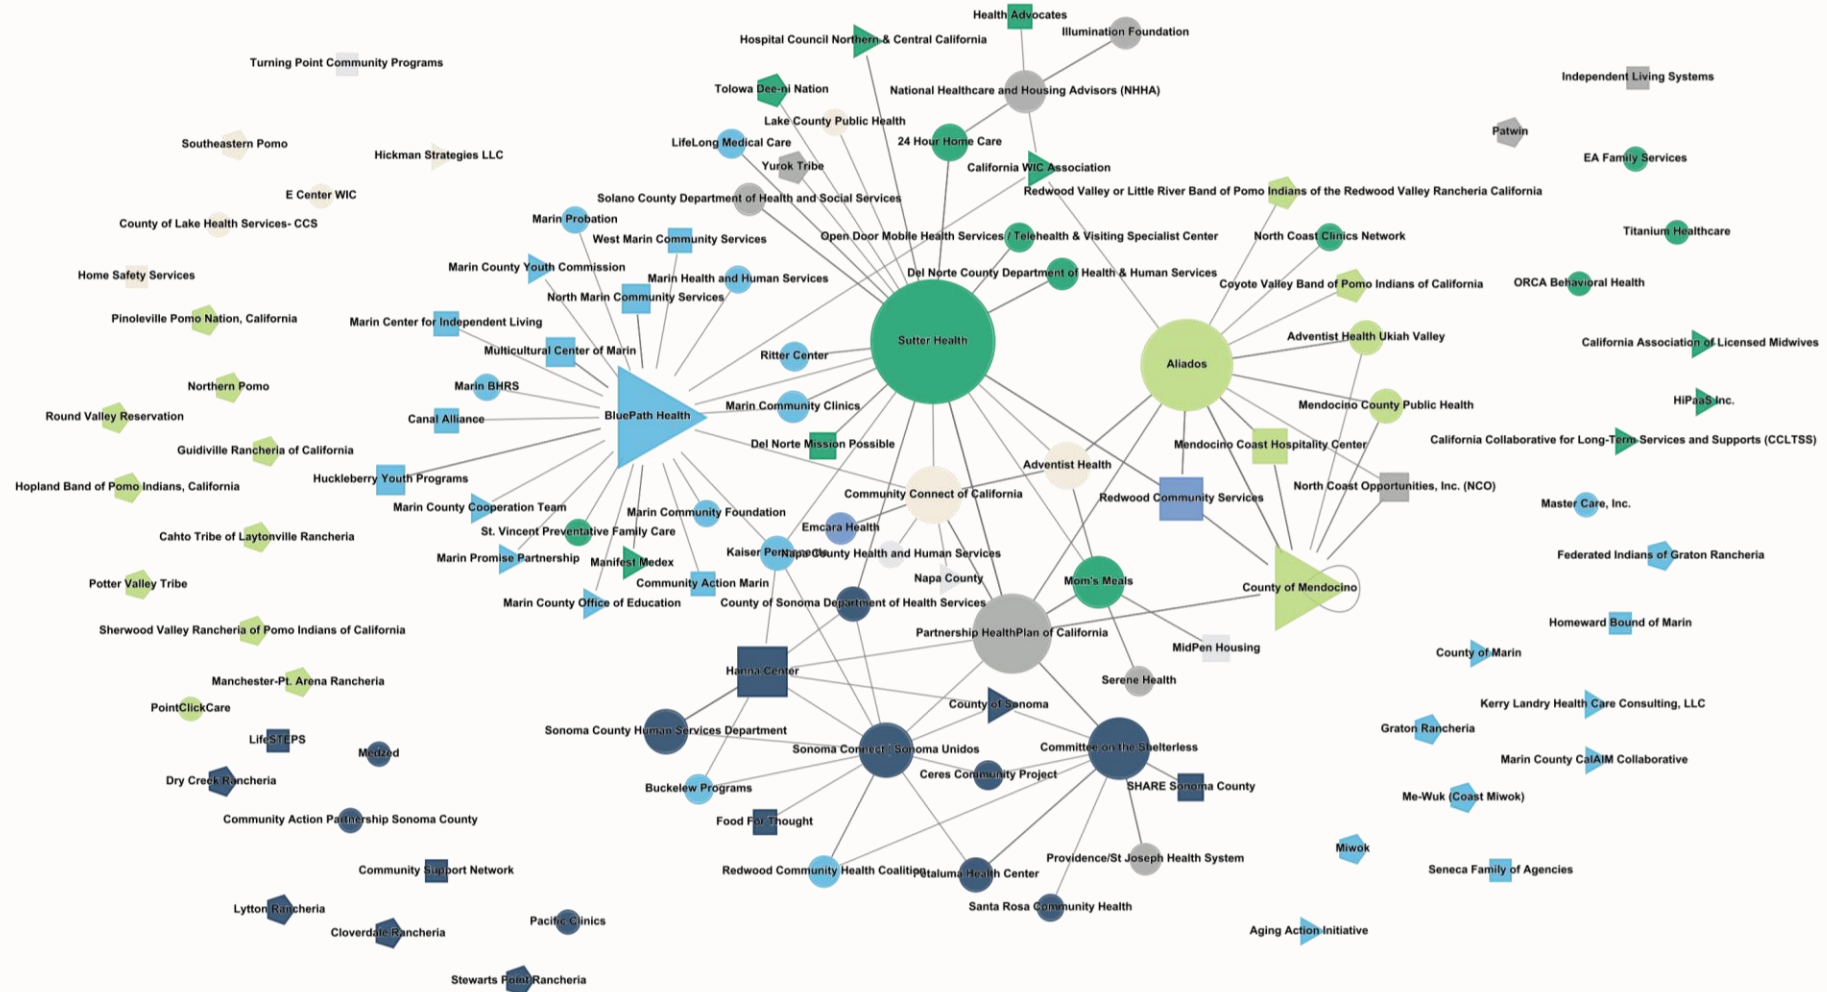 Health Advocates
Illumination Foundation
Hospital Council Northern & Central California
Turning Point Community Programs
Independent Living Systems
Tolowa Dee-ni Nation
National Healthcare and Housing Advisors (NHHA)
Lake County Public Health
Patwin
Southeastern Pomo
LifeLong Medical Care
24 Hour Home Care
Hickman Strategies LLC
EA Family Services
Yurok Tribe
California WIC Association
Redwood Valley or Little River Band of Pomo Indians of the Redwood Valley Rancheria California
E Center WIC
Solano County Department of Health and Social Services
County of Lake Health Services- CCS
Marin Probation
Titanium Healthcare
West Marin Community Services
Open Door Mobile Health Services / Telehealth & Visiting Specialist Center
North Coast Clinics Network
Marin County Youth Commission
Home Safety Services
Marin Health and Human Services
Del Norte County Department of Health & Human Services
Coyote Valley Band of Pomo Indians of California
ORCA Behavioral Health
North Marin Community Services
Pinoleville Pomo Nation, California
Marin Center for Independent Living
Sutter Health
Adventist Health Ukiah Valley
California Association of Licensed Midwives
Multicultural Center of Marin
Ritter Center
Aliados
Northern Pomo
Marin BHRS
HiPaaS Inc.
Round Valley Reservation
BluePath Health
Marin Community Clinics
Mendocino County Public Health
Canal Alliance
Del Norte Mission Possible
Mendocino Coast Hospitality Center
California Collaborative for Long-Term Services and Supports (CCLTSS)
Guidiville Rancheria of California
Adventist Health
Huckleberry Youth Programs
Hopland Band of Pomo Indians, California
Community Connect of California
Redwood Community Services
North Coast Opportunities, Inc. (NCO)
Marin County Cooperation Team
Marin Community Foundation
Master Care, Inc.
Emcara Health
St. Vincent Preventative Family Care
Cahto Tribe of Laytonville Rancheria
Kaiser Permanente
Napa County Health and Human Services
Marin Promise Partnership
Manifest Medex
Federated Indians of Graton Rancheria
Potter Valley Tribe
Community Action Marin
Napa County
Mom's Meals
County of Mendocino
Marin County Office of Education
County of Sonoma Department of Health Services
Sherwood Valley Rancheria of Pomo Indians of California
Partnership HealthPlan of California
Homeward Bound of Marin
MidPen Housing
County of Marin
Hanna Center
Manchester-Pt. Arena Rancheria
Serene Health
PointClickCare
County of Sonoma
Kerry Landry Health Care Consulting, LLC
Sonoma County Human Services Department
Graton Rancheria
LifeSTEPS
Medzed
Sonoma Connect | Sonoma Unidos
Committee on the Shelterless
Marin County CalAIM Collaborative
Dry Creek Rancheria
Ceres Community Project
Buckelew Programs
SHARE Sonoma County
Me-Wuk (Coast Miwok)
Community Action Partnership Sonoma County
Food For Thought
Miwok
Providence/St Joseph Health System
Community Support Network
Redwood Community Health Coalition
Petaluma Health Center
Seneca Family of Agencies
Lytton Rancheria
Santa Rosa Community Health
Pacific Clinics
Cloverdale Rancheria
Aging Action Initiative
Stewarts Point Rancheria